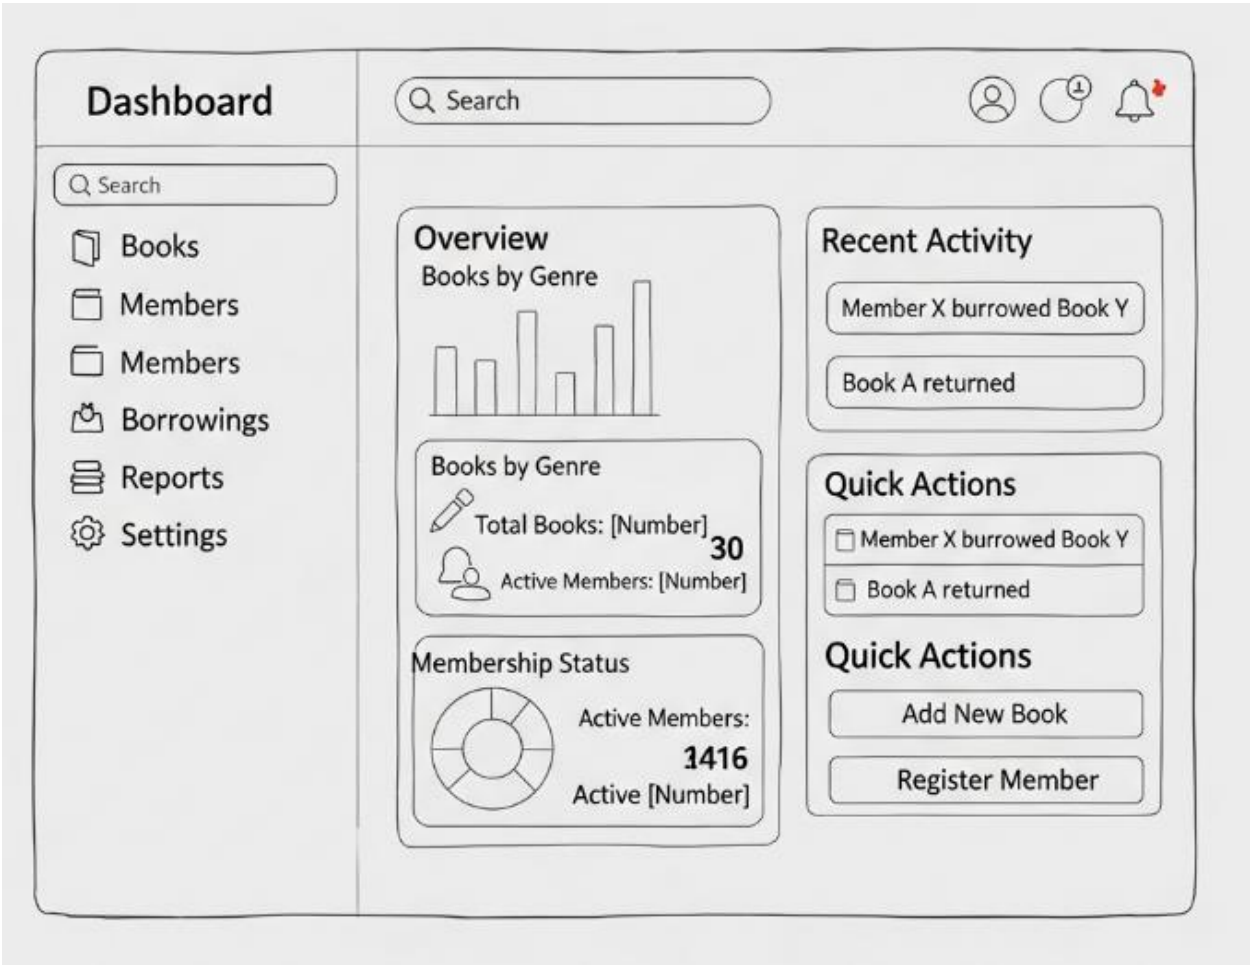 Dashboard
Search
Search
Books
Members
Members
Borrowings
Reports
Settings
Overview
Books by Genre
Books by Genre
Total Books: [Number]
30
Active Members: [Number]
Membership Status
Active Members:
1416
Active [Number]
Recent Activity
Member X burrowed Book Y
Book A returned
Quick Actions
Member X burrowed Book Y
Book A returned
Quick Actions
Add New Book
Register Member